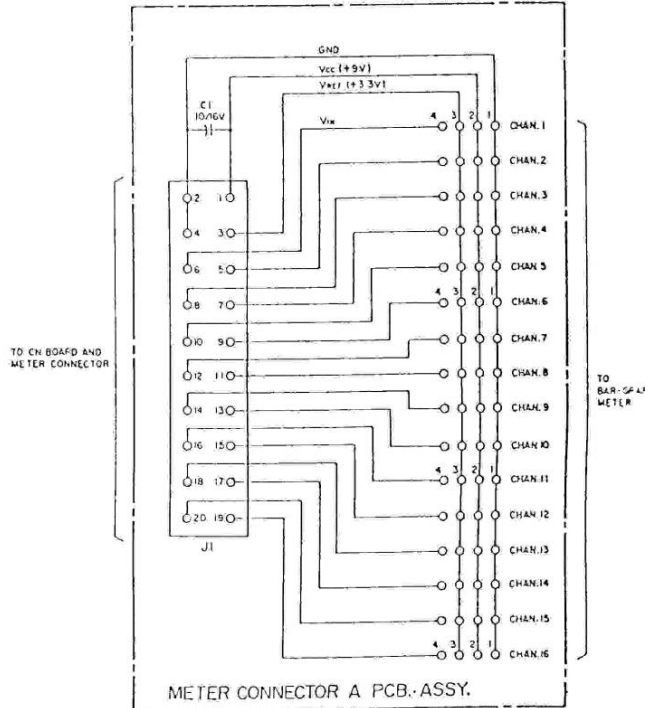 GND
Vcc (+9V)
VREF (+3.3V)
C1
10/16V
VIN
4 3 2 1 CHAN.1
CHAN.2
2 1 CHAN.3
4 3 CHAN.4
6 5 CHAN.5
8 7 4 3 2 1 CHAN.6
10 9 CHAN.7
12 11 CHAN.8
14 13 CHAN.9
16 15 CHAN.10
18 17 4 3 2 1 CHAN.11
20 19 CHAN.12
J1
CHAN.13
CHAN.14
CHAN.15
4 3 2 1 CHAN.16
TO CN BOARD AND
METER CONNECTOR
TO
BAR-GRAP
METER
METER CONNECTOR A PCB. ASSY.